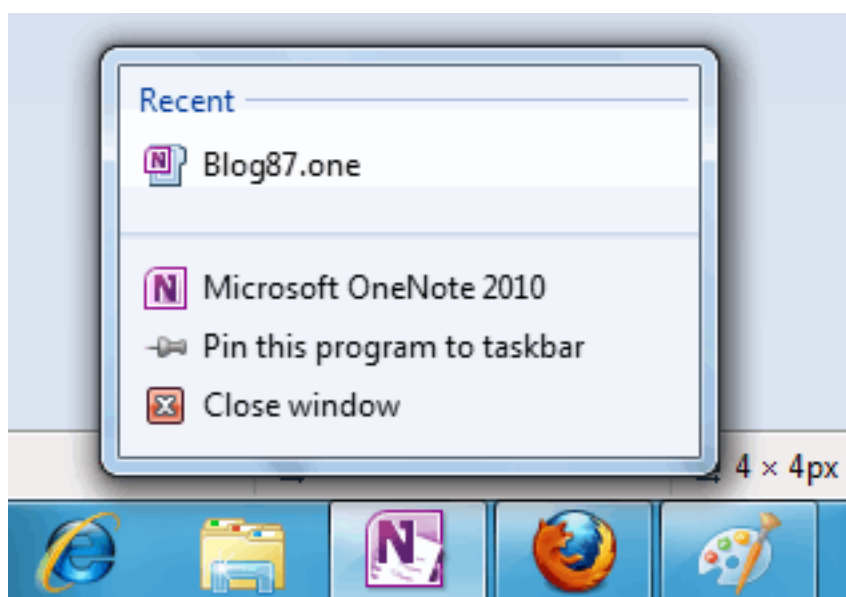 Recent
Blog87.one
Microsoft OneNote 2010
Pin this program to taskbar
Close window
4 × 4px